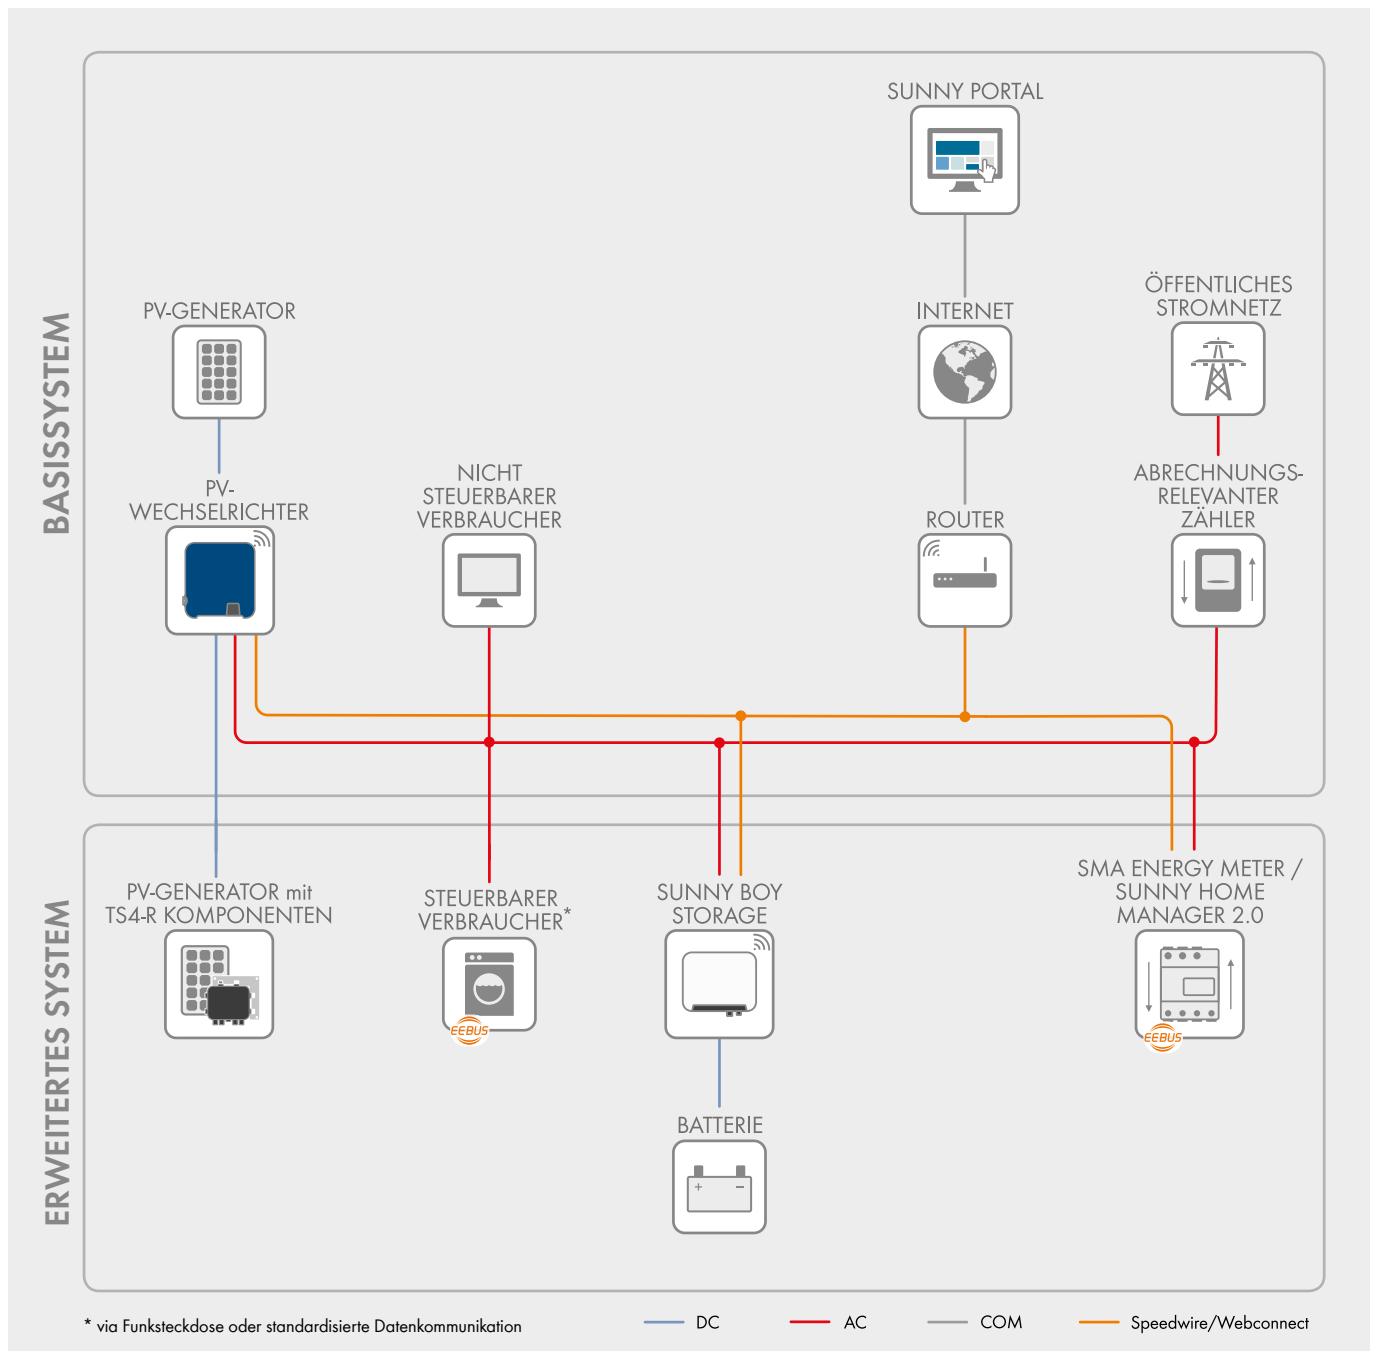 SUNNY PORTAL
BASISSYSTEM
PV-GENERATOR
INTERNET
ÖFFENTLICHES
STROMNETZ
PV-
WECHSELRICHTER
NICHT
STEUERBARER
VERBRAUCHER
ROUTER
ABRECHNUNGS-
RELEVANTER
ZÄHLER
ERWEITERTES SYSTEM
PV-GENERATOR mit
TS4-R KOMPONENTEN
STEUERBARER
VERBRAUCHER*
EEBUS
SUNNY BOY
STORAGE
SMA ENERGY METER /
SUNNY HOME
MANAGER 2.0
EEBUS
BATTERIE
+ −
* via Funksteckdose oder standardisierte Datenkommunikation
DC
AC
COM
Speedwire/Webconnect